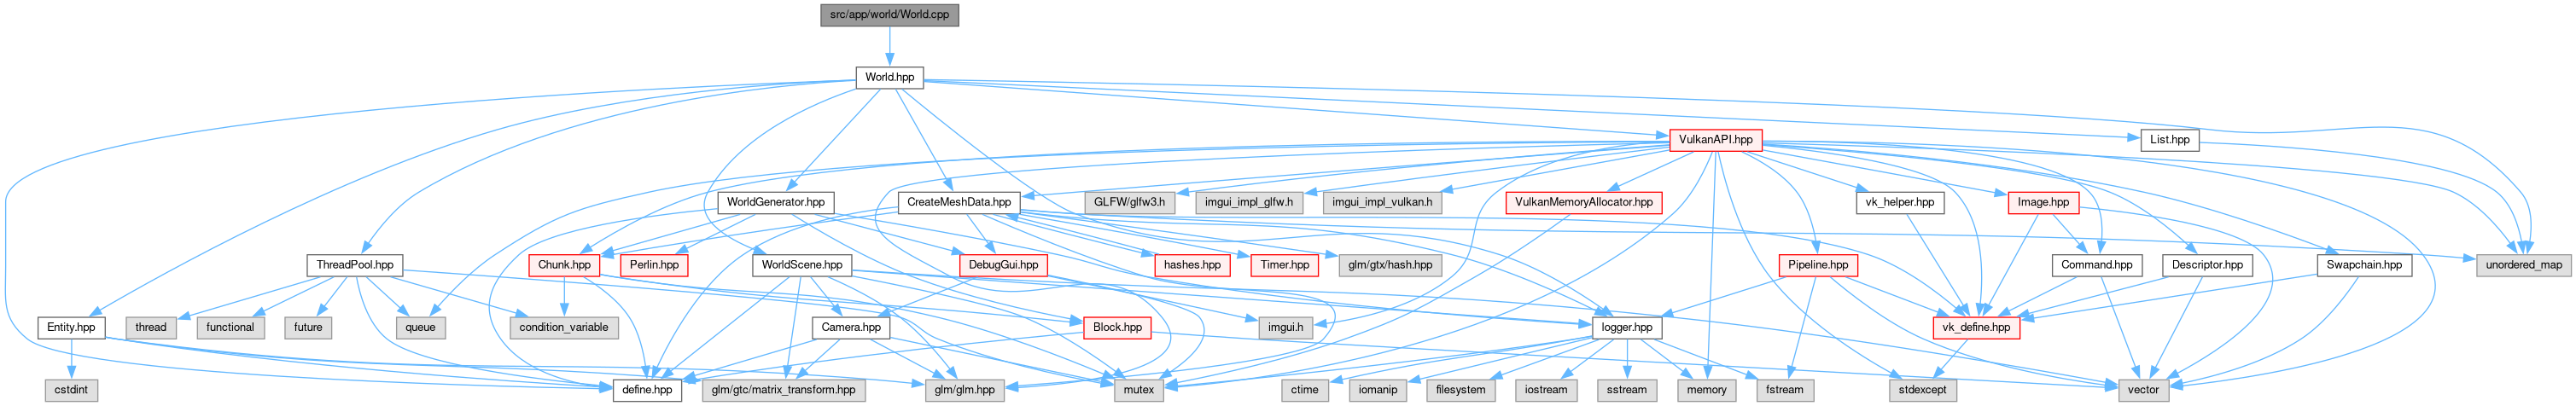 src/app/world/World.cpp
World.hpp
VulkanAPI.hpp
List.hpp
WorldGenerator.hpp
CreateMeshData.hpp
GLFW/glfw3.h
imgui_impl_glfw.h
imgui_impl_vulkan.h
VulkanMemoryAllocator.hpp
vk_helper.hpp
Image.hpp
ThreadPool.hpp
Chunk.hpp
Perlin.hpp
WorldScene.hpp
DebugGui.hpp
hashes.hpp
Timer.hpp
glm/gtx/hash.hpp
Pipeline.hpp
Command.hpp
Descriptor.hpp
Swapchain.hpp
unordered_map
Entity.hpp
thread
functional
future
queue
condition_variable
Camera.hpp
Block.hpp
imgui.h
logger.hpp
vk_define.hpp
cstdint
define.hpp
glm/gtc/matrix_transform.hpp
glm/glm.hpp
mutex
ctime
iomanip
filesystem
iostream
sstream
memory
fstream
stdexcept
vector